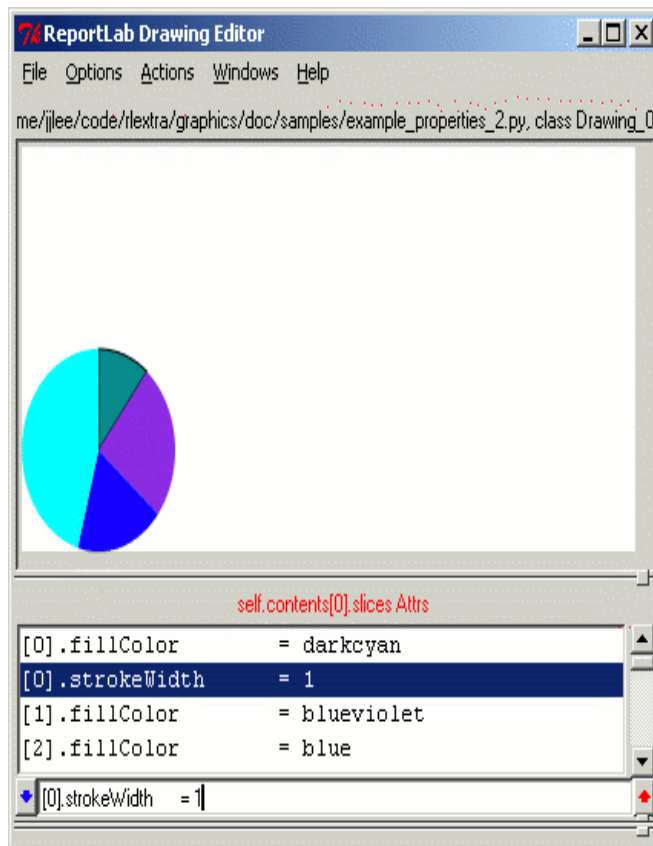 ReportLab Drawing Editor
File Options Actions Windows Help
me/jjlee/code/rlextra/graphics/doc/samples/example_properties_2.py, class Drawing_0
self.contents[0].slices Attrs
[0].fillColor = darkcyan
[0].strokeWidth = 1
[1].fillColor = blueviolet
[2].fillColor = blue
[0].strokeWidth = 1